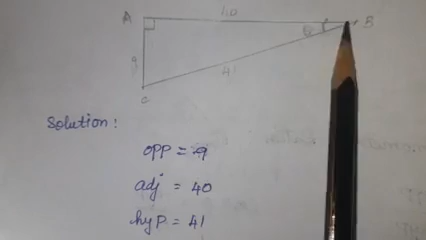 A 40 B
9 θ
41
C
Solution:
opp = 9
adj = 40
hyp = 41